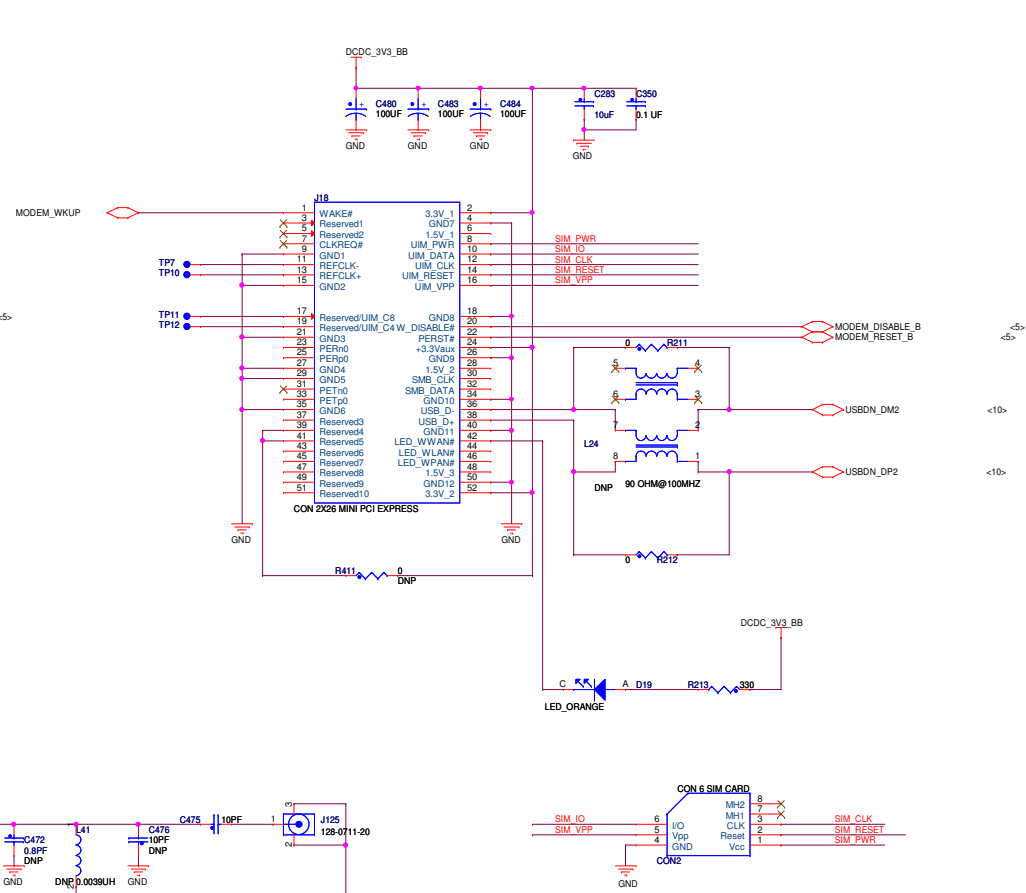 DCDC_3V3_BB
C480
100UF
C483
100UF
C484
100UF
C283
10uF
C350
0.1 UF
GND
GND
GND
GND
MODEM_WKUP
J18
1 WAKE#
3 Reserved1
5 Reserved2
7 CLKREQ#
9 GND1
11 REFCLK-
13 REFCLK+
15 GND2
17 Reserved/UIM_C8
19 Reserved/UIM_C4
21 GND3
23 PERn0
25 PERp0
27 GND4
29 GND5
31 PETn0
33 PETp0
35 GND6
37 Reserved3
39 Reserved4
41 Reserved5
43 Reserved6
45 Reserved7
47 Reserved8
49 Reserved9
51 Reserved10
3.3V_1 2
GND7 4
1.5V_1 6
UIM_PWR 8
UIM_DATA 10
UIM_CLK 12
UIM_RESET 14
UIM_VPP 16
GND8 18
W_DISABLE# 20
PERST# 22
+3.3Vaux 24
GND9 26
1.5V_2 28
SMB_CLK 30
SMB_DATA 32
GND10 34
USB_D- 36
USB_D+ 38
GND11 40
LED_WWAN# 42
LED_WLAN# 44
LED_WPAN# 46
1.5V_3 48
GND12 50
3.3V_2 52
CON 2X26 MINI PCI EXPRESS
TP7
TP10
TP11
TP12
<5>
SIM_PWR
SIM_IO
SIM_CLK
SIM_RESET
SIM_VPP
MODEM_DISABLE_B <5>
MODEM_RESET_B <5>
0 R211
5 4
6 3
7 2
8 1
L24
DNP 90 OHM@100MHZ
USBDN_DM2 <10>
USBDN_DP2 <10>
0 R212
GND
GND
R411 0
DNP
DCDC_3V3_BB
C A D19
LED_ORANGE
R213 330
C472
0.8PF
DNP
GND
L41
DNP 0.0039UH
2
C476
10PF
DNP
GND
C475 10PF
1
3
2
J125
128-0711-20
CON 6 SIM CARD
SIM_IO 6 I/O
SIM_VPP 5 Vpp
4 GND
MH2 8
MH1 7
CLK 3 SIM_CLK
Reset 2 SIM_RESET
Vcc 1 SIM_PWR
CON2
GND